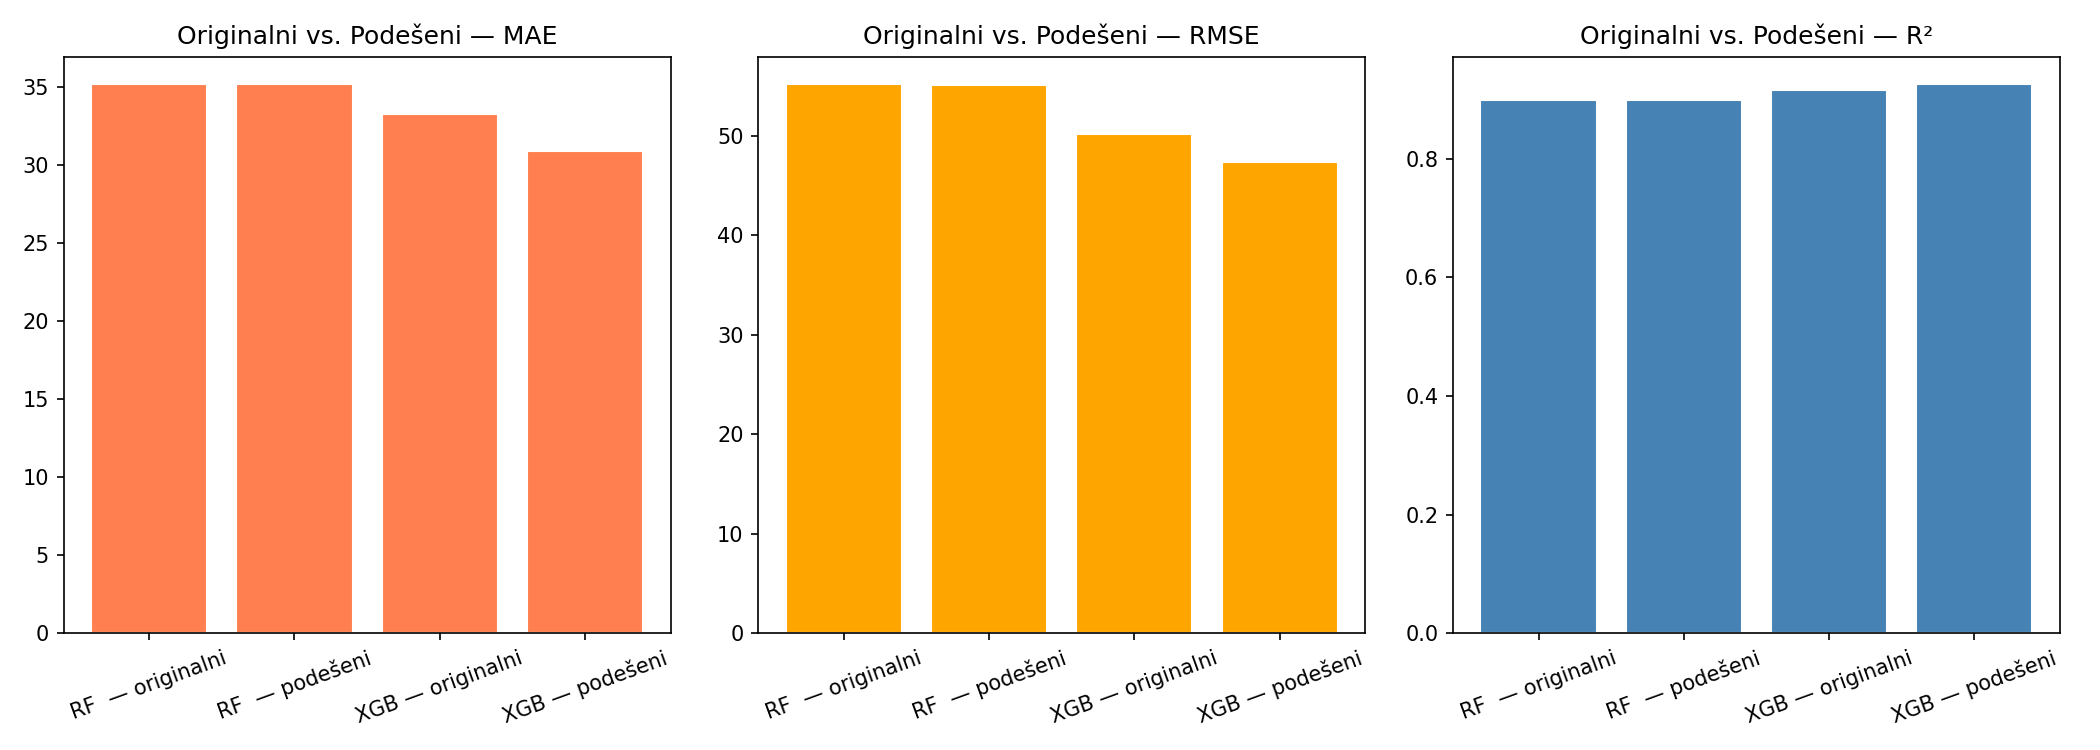 Originalni vs. Podešeni — MAE
35
30
25
20
15
10
5
0
RF — originalni
RF — podešeni
XGB — originalni
XGB — podešeni
Originalni vs. Podešeni — RMSE
50
40
30
20
10
0
RF — originalni
RF — podešeni
XGB — originalni
XGB — podešeni
Originalni vs. Podešeni — R²
0.8
0.6
0.4
0.2
0.0
RF — originalni
RF — podešeni
XGB — originalni
XGB — podešeni